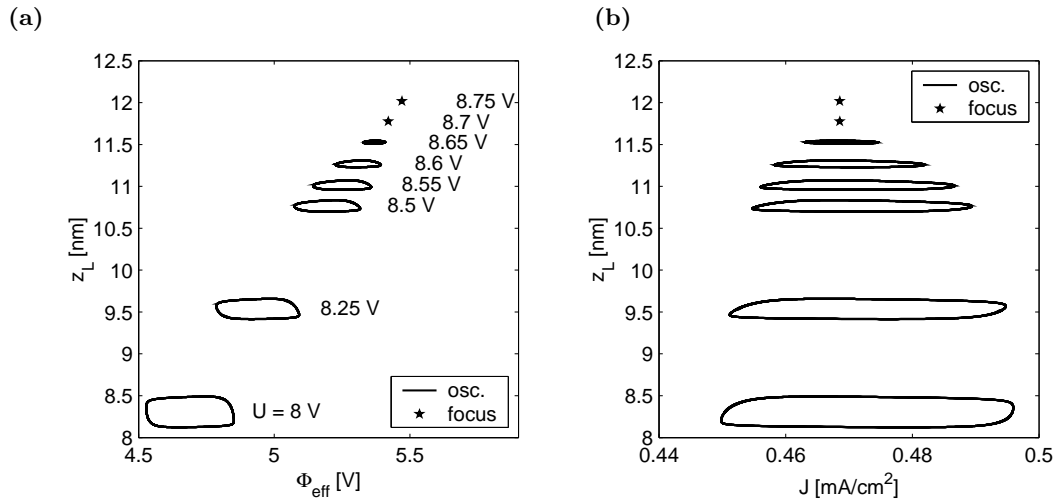 (a)
(b)
12.5
12
11.5
11
10.5
10
9.5
9
8.5
8
z_L [nm]
4.5
5
5.5
Φ_eff [V]
8.75 V
8.7 V
8.65 V
8.6 V
8.55 V
8.5 V
8.25 V
U = 8 V
osc.
focus
12.5
12
11.5
11
10.5
10
9.5
9
8.5
8
z_L [nm]
0.44
0.46
0.48
0.5
J [mA/cm²]
osc.
focus